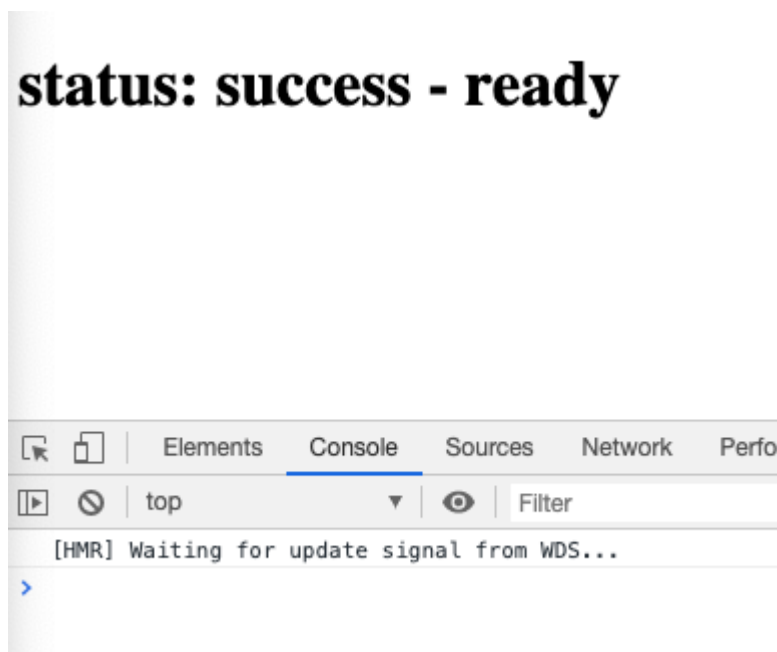 status: success - ready
Elements Console Sources Network Perfo
top Filter
[HMR] Waiting for update signal from WDS...